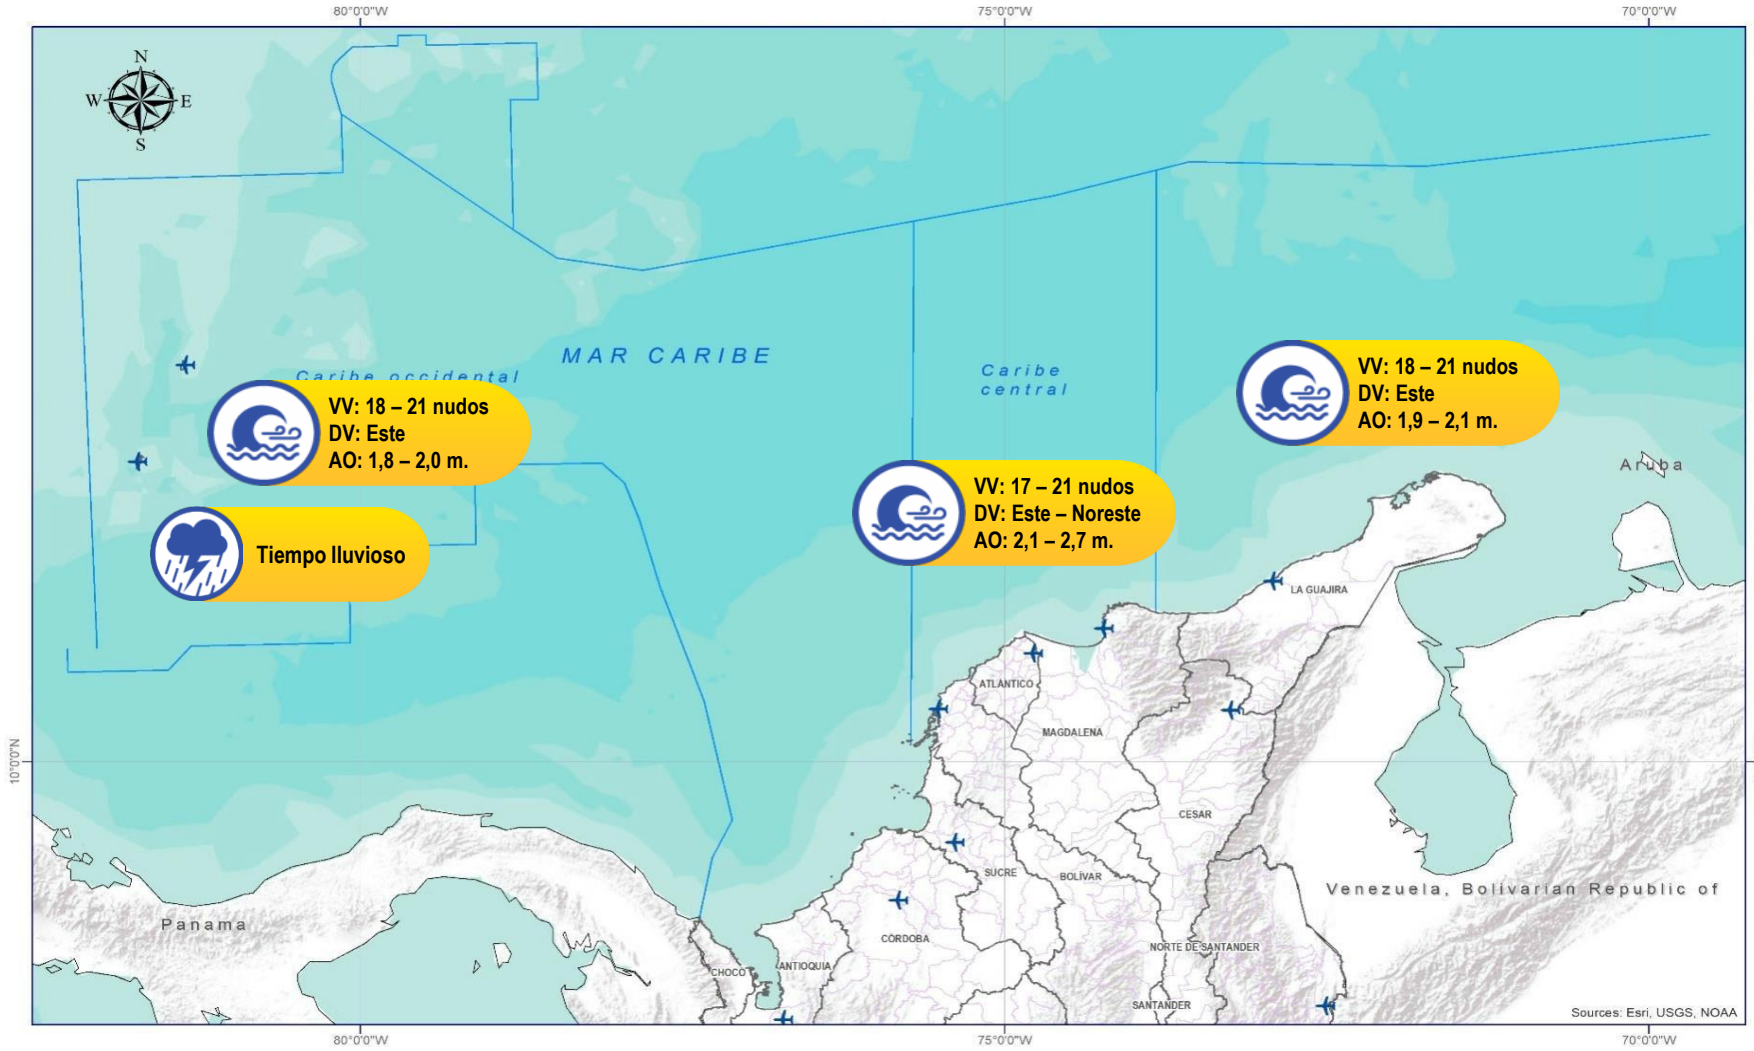 80°0'0"W
75°0'0"W
70°0'0"W
N
W
E
S
MAR CARIBE
Caribe occidental
Caribe
central
VV: 18 – 21 nudos
DV: Este
AO: 1,9 – 2,1 m.
VV: 18 – 21 nudos
DV: Este
AO: 1,8 – 2,0 m.
VV: 17 – 21 nudos
DV: Este – Noreste
AO: 2,1 – 2,7 m.
Tiempo lluvioso
Aruba
LA GUAJIRA
ATLÁNTICO
MAGDALENA
10°0'0"N
CESAR
SUCRE
BOLÍVAR
Venezuela, Bolivarian Republic of
Panama
CÓRDOBA
NORTE DE SANTANDER
CHOCÓ
ANTIOQUIA
SANTANDER
Sources: Esri, USGS, NOAA
80°0'0"W
75°0'0"W
70°0'0"W